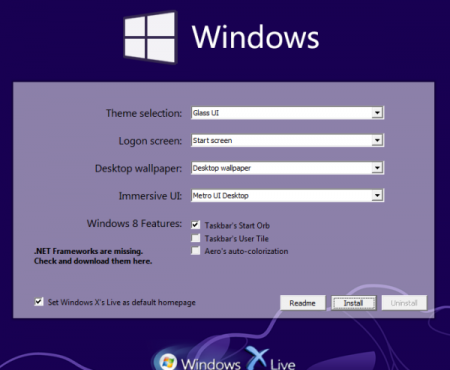 Windows
Theme selection: Glass UI
Logon screen: Start screen
Desktop wallpaper: Desktop wallpaper
Immersive UI: Metro UI Desktop
Windows 8 Features: Taskbar's Start Orb
Taskbar's User Tile
Aero's auto-colorization
.NET Frameworks are missing.
Check and download them here.
Set Windows X's Live as default homepage
Readme Install Uninstall
Windows X Live